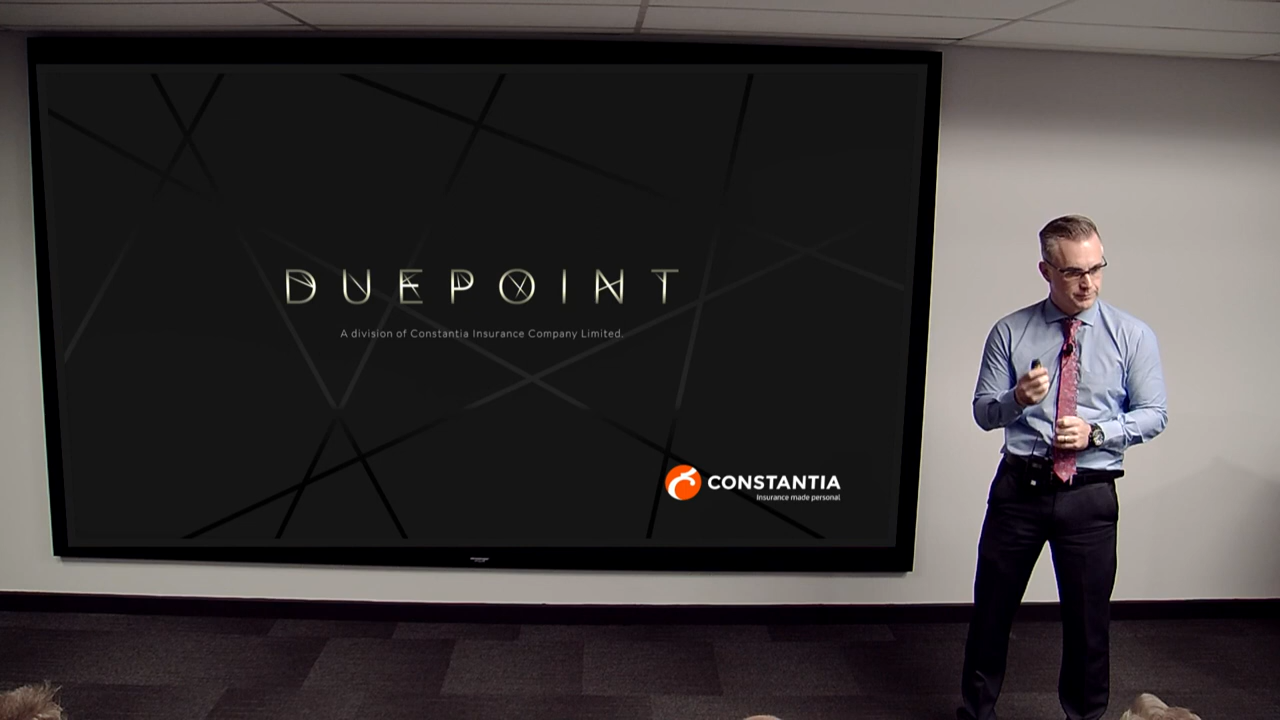 DUEPOINT
A division of Constantia Insurance Company Limited.
CONSTANTIA
Insurance made personal